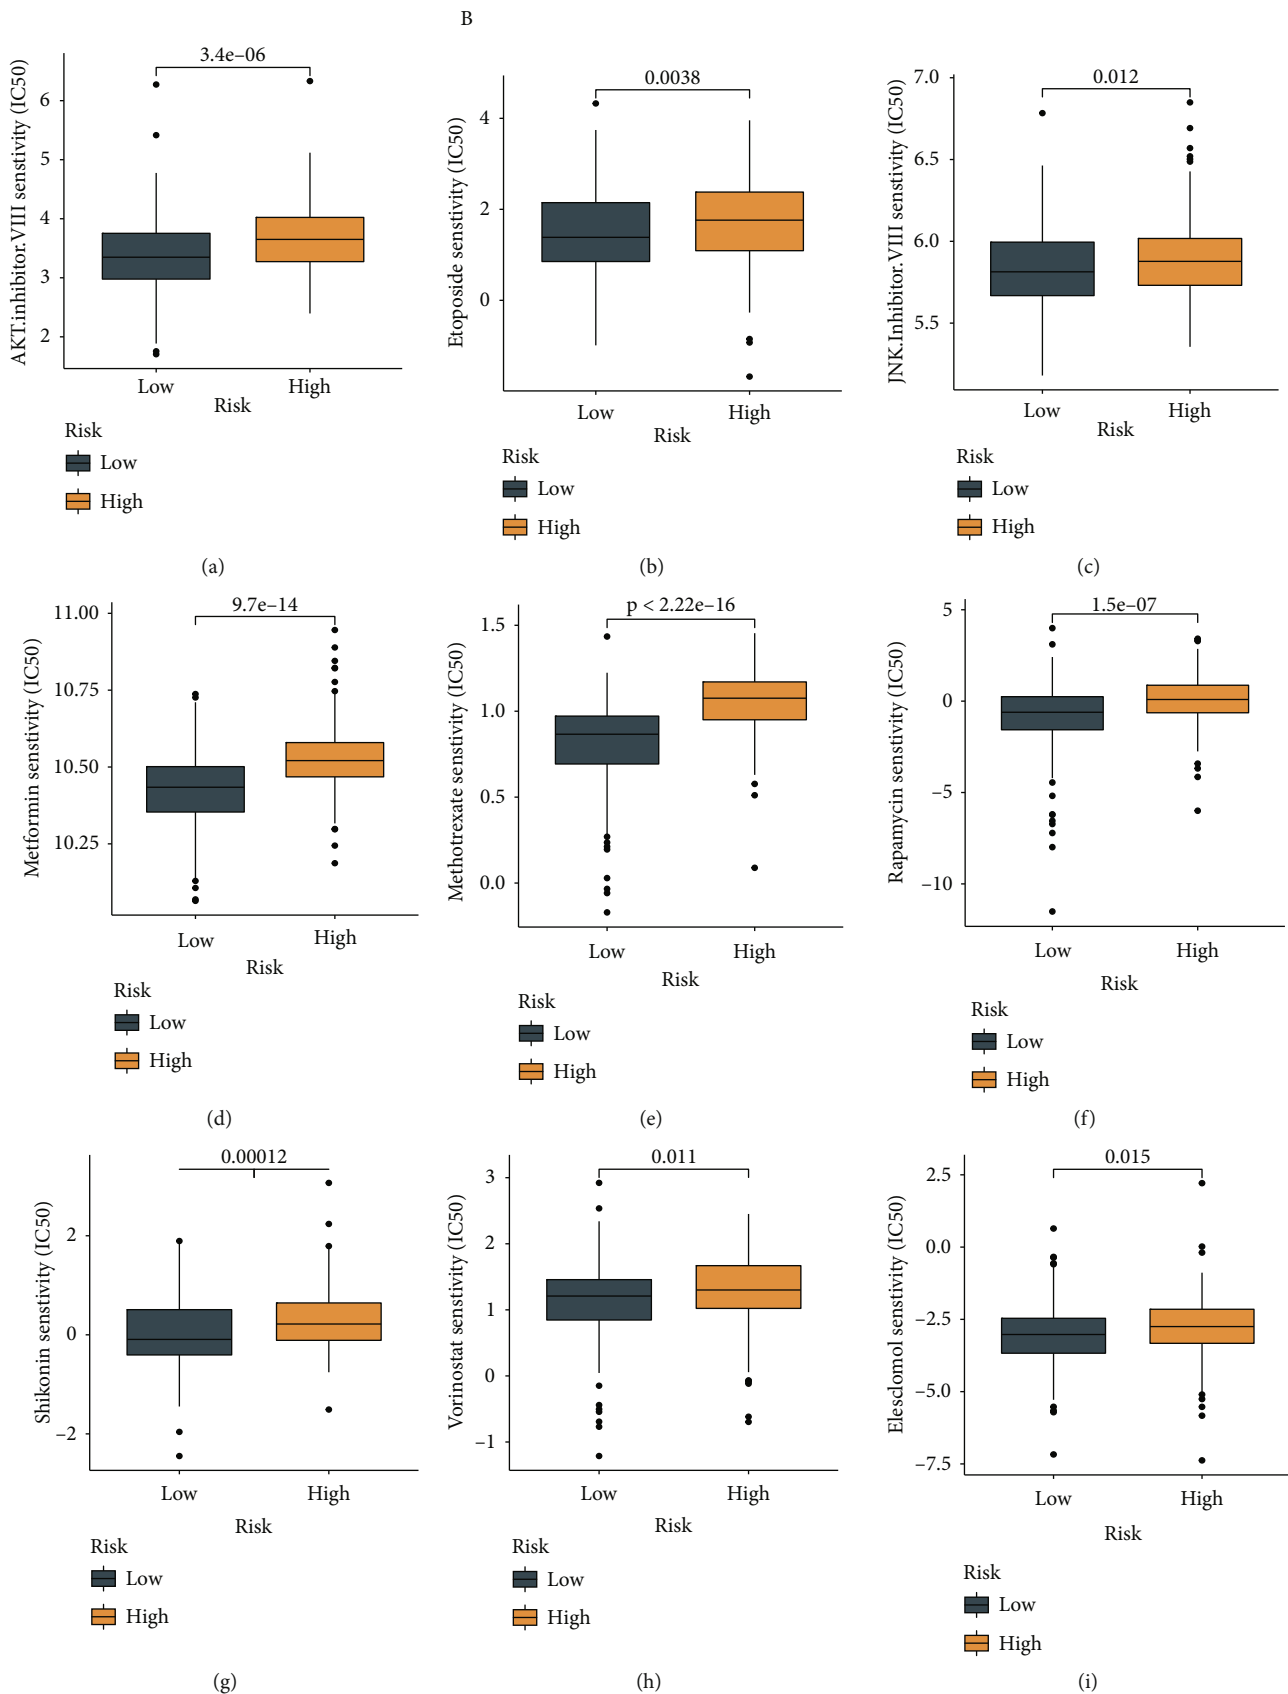 B
3.4e−06
AKT.inhibitor.VIII senstivity (IC50)
6
5
4
3
2
Low High
Risk
Risk
Low
High
(a)
0.0038
Etoposide senstivity (IC50)
4
2
0
Low High
Risk
Risk
Low
High
(b)
0.012
JNK.Inhibitor.VIII senstivity (IC50)
7.0
6.5
6.0
5.5
Low High
Risk
Risk
Low
High
(c)
9.7e−14
Metformin senstivity (IC50)
11.00
10.75
10.50
10.25
Low High
Risk
Risk
Low
High
(d)
p < 2.22e−16
Methotrexate senstivity (IC50)
1.5
1.0
0.5
0.0
Low High
Risk
Risk
Low
High
(e)
1.5e−07
Rapamycin senstivity (IC50)
5
0
−5
−10
Low High
Risk
Risk
Low
High
(f)
0.00012
Shikonin senstivity (IC50)
2
0
−2
Low High
Risk
Risk
Low
High
(g)
0.011
Vorinostat senstivity (IC50)
3
2
1
0
−1
Low High
Risk
Risk
Low
High
(h)
0.015
Elesclomol senstivity (IC50)
2.5
0.0
−2.5
−5.0
−7.5
Low High
Risk
Risk
Low
High
(i)